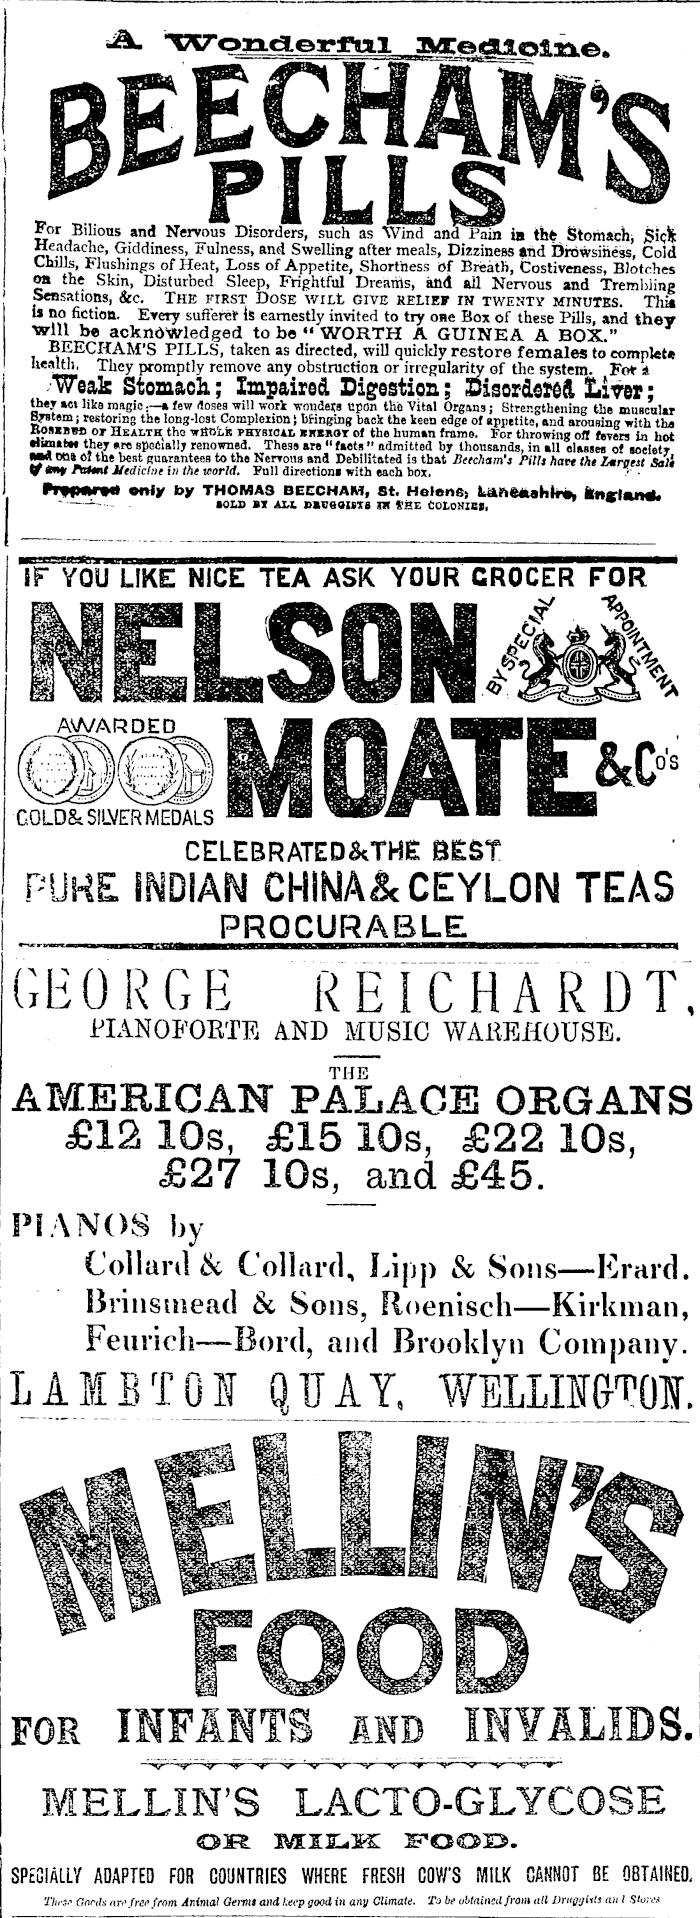 A Wonderful Medicine.
BEECHAM'S
PILLS
For Bilious and Nervous Disorders, such as Wind and Pain in the Stomach, Sick
Headache, Giddiness, Fulness, and Swelling after meals, Dizziness and Drowsiness, Cold
Chills, Flushings of Heat, Loss of Appetite, Shortness of Breath, Costiveness, Blotches
on the Skin, Disturbed Sleep, Frightful Dreams, and all Nervous and Trembling
Sensations, &c. THE FIRST DOSE WILL GIVE RELIEF IN TWENTY MINUTES. This
is no fiction. Every sufferer is earnestly invited to try one Box of these Pills, and they
will be acknowledged to be "WORTH A GUINEA A BOX."
BEECHAM'S PILLS, taken as directed, will quickly restore females to complete
health. They promptly remove any obstruction or irregularity of the system. For a
Weak Stomach; Impaired Digestion; Disordered Liver;
they act like magic:—a few doses will work wonders upon the Vital Organs; Strengthening the muscular
System; restoring the long-lost Complexion; bringing back the keen edge of appetite, and arousing with the
ROSEBUD OF HEALTH the WHOLE PHYSICAL ENERGY of the human frame. For throwing off fevers in hot
climates they are specially renowned. These are "facts" admitted by thousands, in all classes of society,
and one of the best guarantees to the Nervous and Debilitated is that Beecham's Pills have the Largest Sale
of any Patent Medicine in the world. Full directions with each box.
Prepared only by THOMAS BEECHAM, St. Helens, Lancashire, England.
SOLD BY ALL DRUGGISTS IN THE COLONIES.
IF YOU LIKE NICE TEA ASK YOUR GROCER FOR
NELSON
BY SPECIAL APPOINTMENT
MOATE & Co's
AWARDED
GOLD & SILVER MEDALS
CELEBRATED & THE BEST
PURE INDIAN CHINA & CEYLON TEAS
PROCURABLE
GEORGE REICHARDT,
PIANOFORTE AND MUSIC WAREHOUSE.
THE
AMERICAN PALACE ORGANS
£12 10s, £15 10s, £22 10s,
£27 10s, and £45.
PIANOS by
Collard & Collard, Lipp & Sons—Erard.
Brinsmead & Sons, Roenisch—Kirkman,
Feurich—Bord, and Brooklyn Company.
LAMBTON QUAY, WELLINGTON.
MELLIN'S
FOOD
FOR INFANTS AND INVALIDS.
MELLIN'S LACTO-GLYCOSE
OR MILK FOOD.
SPECIALLY ADAPTED FOR COUNTRIES WHERE FRESH COW'S MILK CANNOT BE OBTAINED.
These Goods are free from Animal Germs and keep good in any Climate. To be obtained from all Druggists and Stores